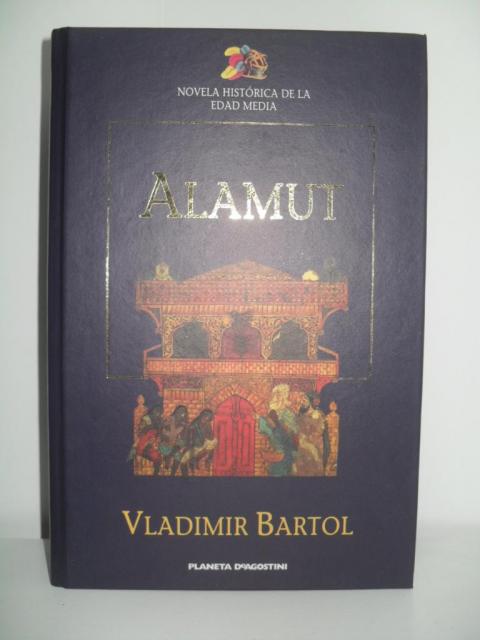 NOVELA HISTÓRICA DE LA
EDAD MEDIA
ALAMUT
VLADIMIR BARTOL
PLANETA DEAGOSTINI